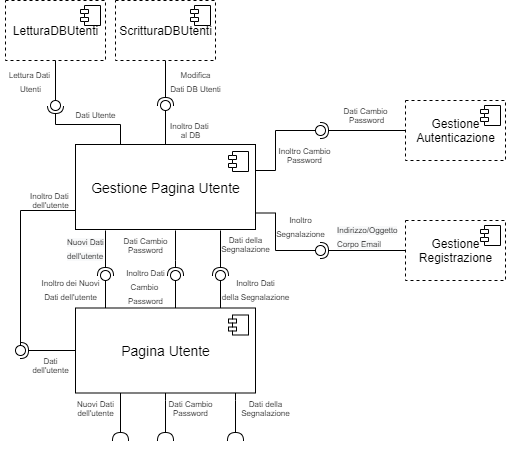 LetturaDBUtenti
ScritturaDBUtenti
Lettura Dati
Utenti
Modifica
Dati DB Utenti
Dati Utente
Inoltro Dati
al DB
Dati Cambio
Password
Gestione
Autenticazione
Inoltro Cambio
Password
Gestione Pagina Utente
Inoltro Dati
dell'utente
Inoltro
Segnalazione
Indirizzo/Oggetto
Corpo Email
Gestione
Registrazione
Nuovi Dati
dell'utente
Dati Cambio
Password
Dati della
Segnalazione
Inoltro dei Nuovi
Dati dell'utente
Inoltro Dati
Cambio
Password
Inoltro Dati
della Segnalazione
Pagina Utente
Dati
dell'utente
Nuovi Dati
dell'utente
Dati Cambio
Password
Dati della
Segnalazione